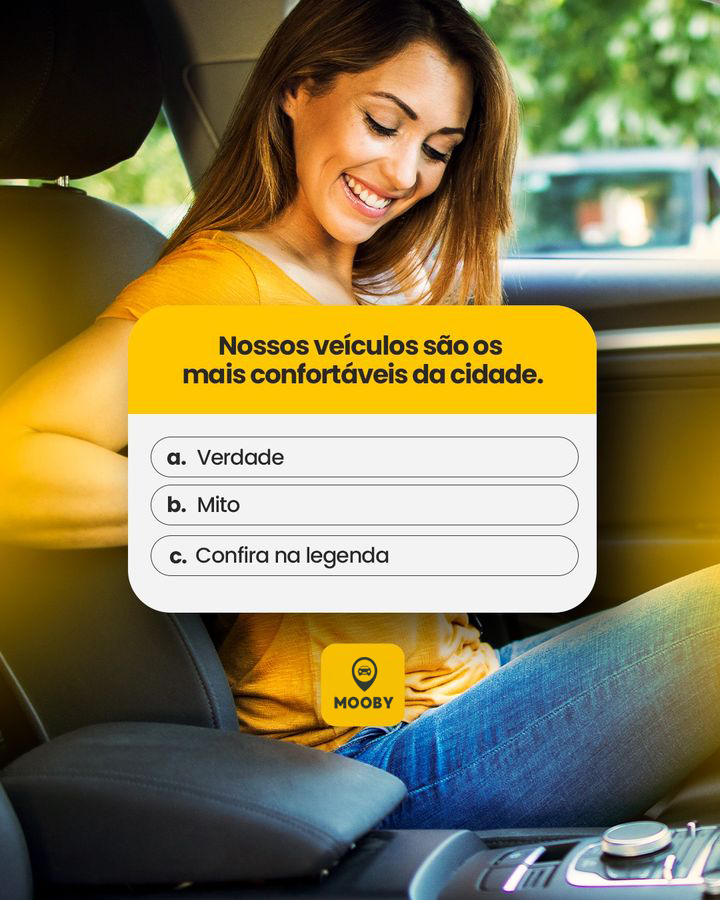 Nossos veículos são os
mais confortáveis da cidade.
a. Verdade
b. Mito
c. Confira na legenda
MOOBY